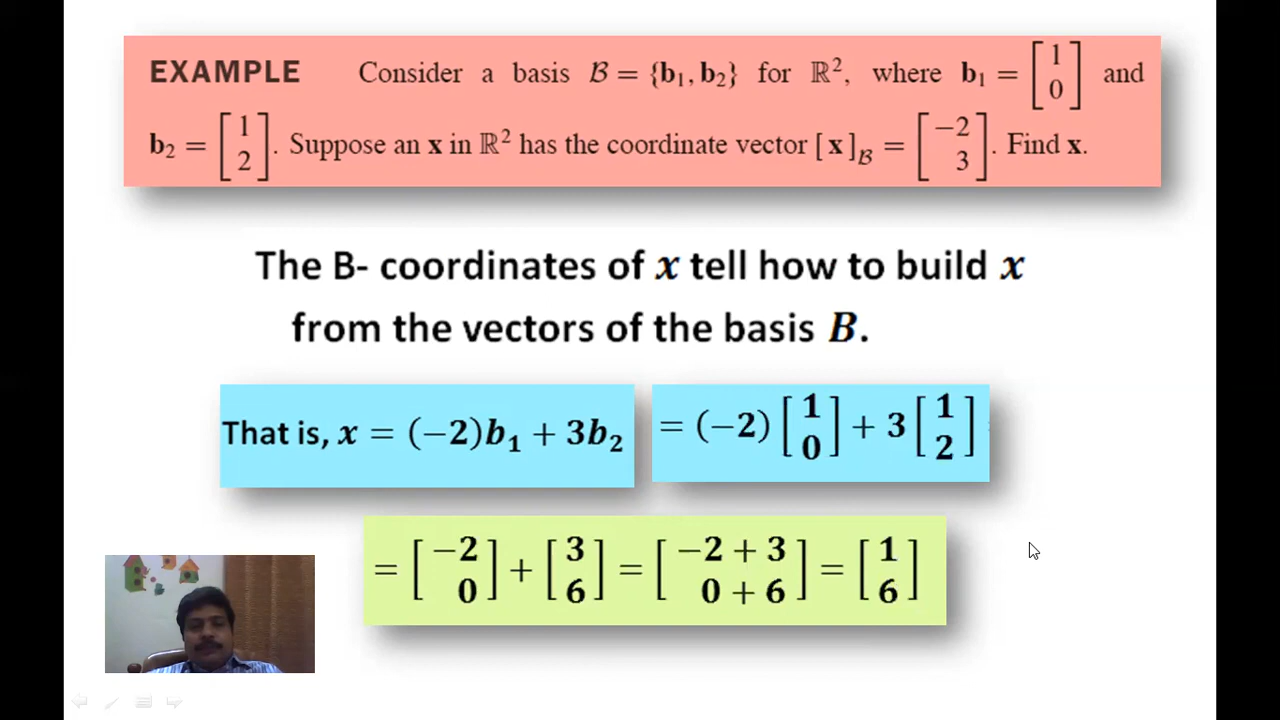 EXAMPLE Consider a basis ℬ = {b₁, b₂} for ℝ², where b₁ = [1 0] and
b₂ = [1 2]. Suppose an x in ℝ² has the coordinate vector [x]_ℬ = [−2 3]. Find x.
The B- coordinates of x tell how to build x
from the vectors of the basis B.
That is, x = (−2)b₁ + 3b₂ = (−2)[1 0] + 3[1 2]
= [−2 0] + [3 6] = [−2 + 3 0 + 6] = [1 6]